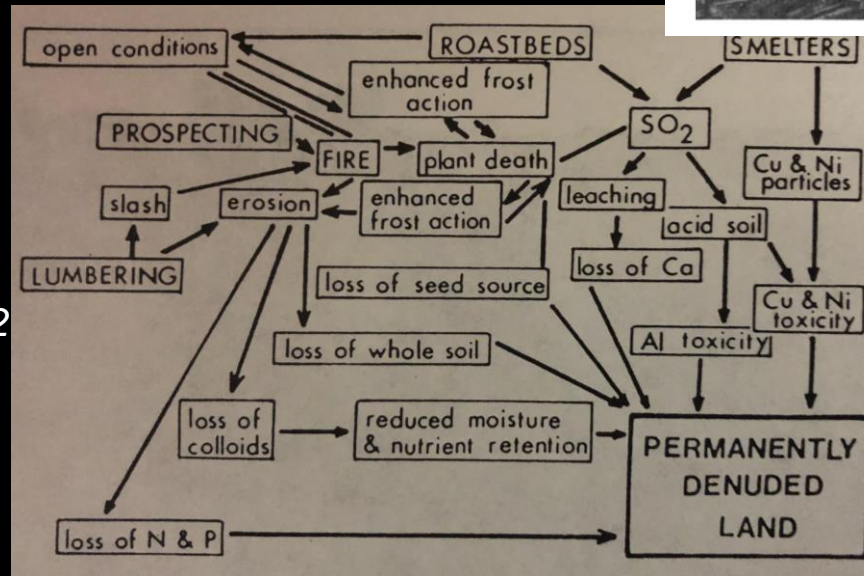 open conditions
ROASTBEDS
SMELTERS
enhanced frost
action
PROSPECTING
SO2
FIRE
plant death
Cu & Ni
particles
slash
erosion
enhanced
frost action
leaching
acid soil
LUMBERING
loss of seed source
loss of Ca
Cu & Ni
toxicity
2
loss of whole soil
Al toxicity
loss of
colloids
reduced moisture
& nutrient retention
PERMANENTLY
DENUDED
LAND
loss of N & P